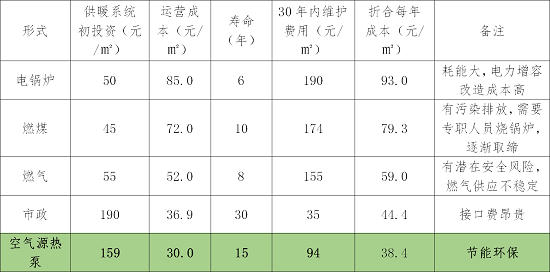 形式 供暖系统初投资（元/㎡） 运营成本（元/㎡） 寿命（年） 30年内维护费用（元/㎡） 折合每年成本（元/㎡） 备注
电锅炉 50 85.0 6 190 93.0 耗能大，电力增容改造成本高
燃煤 45 72.0 10 174 79.3 有污染排放，需要专职人员烧锅炉，逐渐取缔
燃气 55 52.0 8 155 59.0 有潜在安全风险，燃气供应不稳定
市政 190 36.9 30 35 44.4 接口费昂贵
空气源热泵 159 30.0 15 94 38.4 节能环保